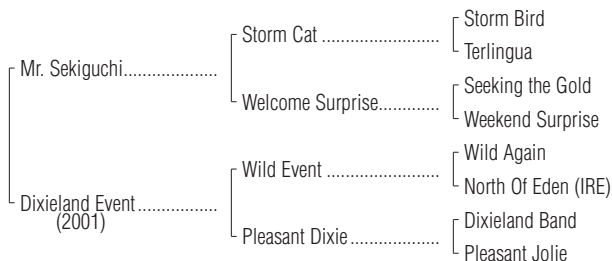 Storm Bird
Storm Cat ........................
Terlingua
Mr. Sekiguchi...................
Seeking the Gold
Welcome Surprise.............
Weekend Surprise
Wild Again
Wild Event .......................
North Of Eden (IRE)
Dixieland Event................
(2001)
Dixieland Band
Pleasant Dixie...................
Pleasant Jolie